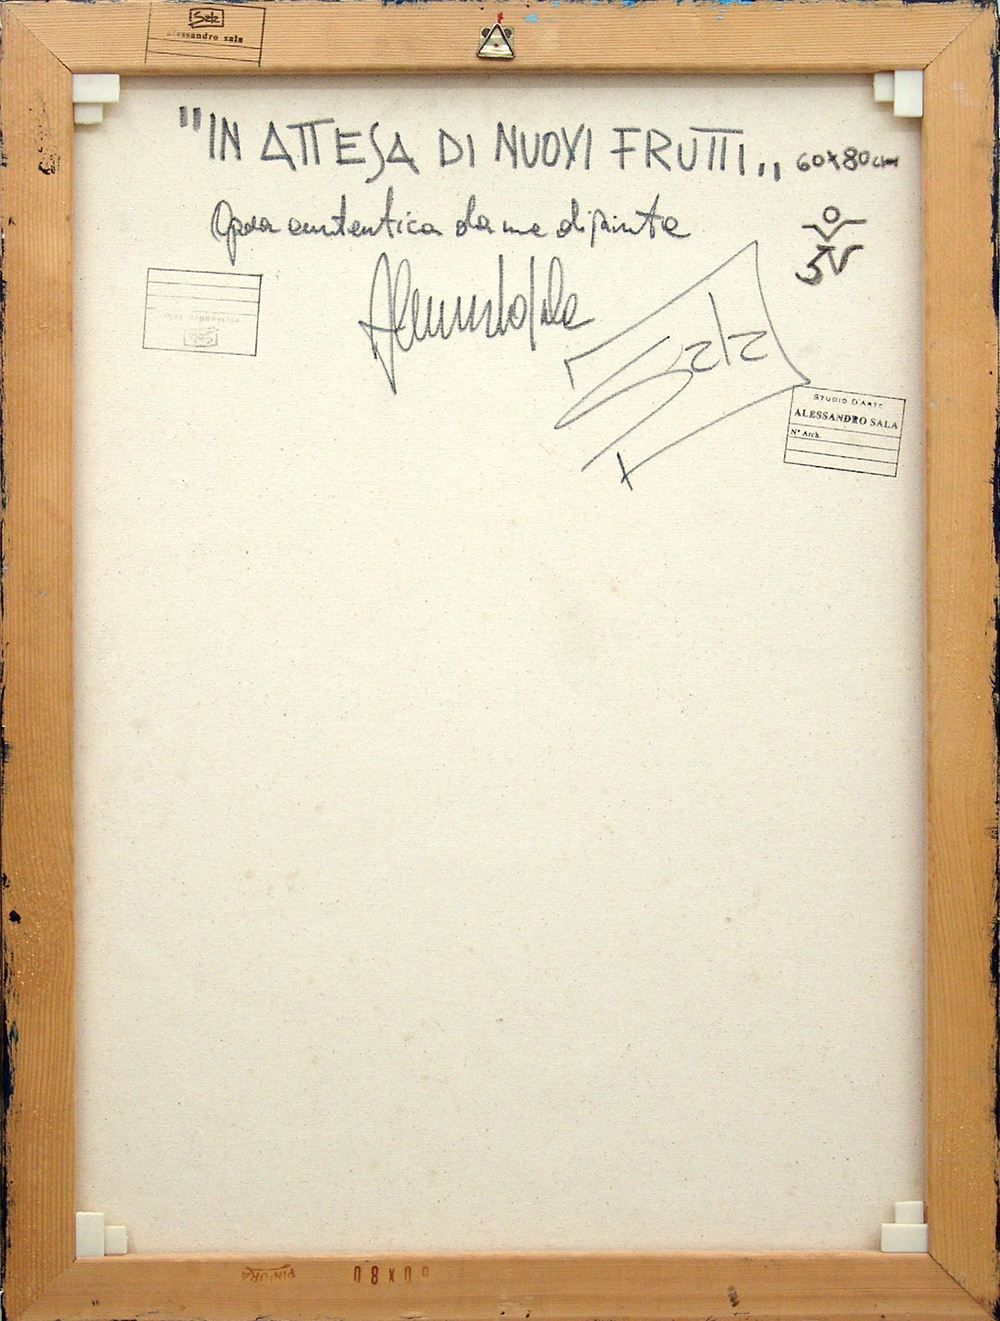 Sala
alessandro sala
"IN ATTESA DI NUOVI FRUTTI" 60x80cm
Opera autentica da me dipinta
Alessandro Sala
Sala
STUDIO D'ARTE
ALESSANDRO SALA
N° Arch.
PINTURA